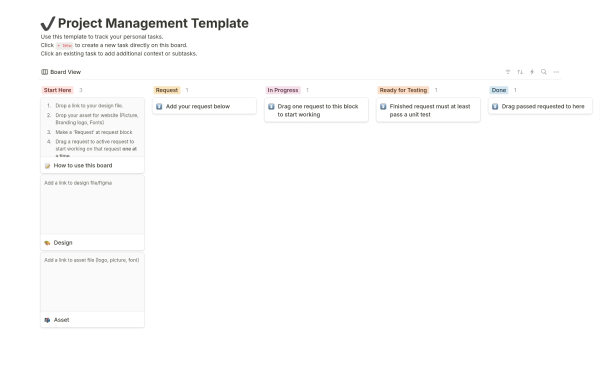 Project Management Template
Use this template to track your personal tasks.
Click + New to create a new task directly on this board.
Click an existing task to add additional context or subtasks.
Board View
Start Here 3
Request 1
In Progress 1
Ready for Testing 1
Done 1
1. Drop a link to your design file.
2. Drop your asset for website (Picture,
Branding logo, Fonts)
3. Make a 'Request' at request block
4. Drag a request to active request to
start working on that request one at
a time
How to use this board
Add a link to design file/figma
Design
Add a link to asset file (logo, picture, font)
Asset
Add your request below
Drag one request to this block
to start working
Finished request must at least
pass a unit test
Drag passed requested to here